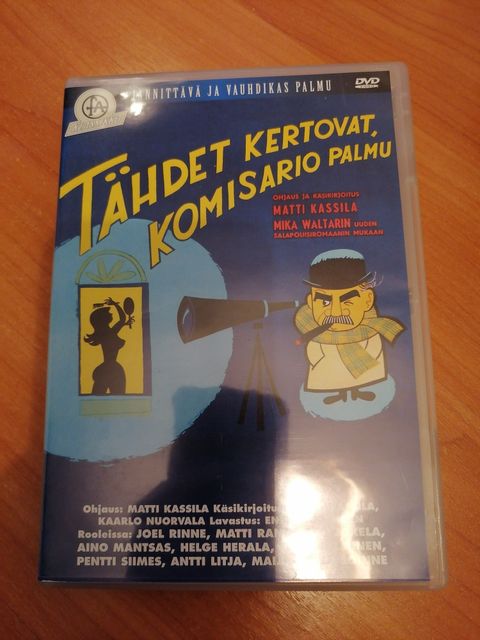 JÄNNITTÄVÄ JA VAUHDIKAS PALMU
DVD
TÄHDET KERTOVAT,
KOMISARIO PALMU
OHJAUS JA KÄSIKIRJOITUS
MATTI KASSILA
MIKA WALTARIN UUDEN
SALAPOLIISIROMAANIN MUKAAN
Ohjaus: MATTI KASSILA Käsikirjoitu
KAARLO NUORVALA Lavastus:
Rooleissa: JOEL RINNE, MATTI
AINO MANTSAS, HELGE HERALA,
PENTTI SIIMES, ANTTI LITJA,